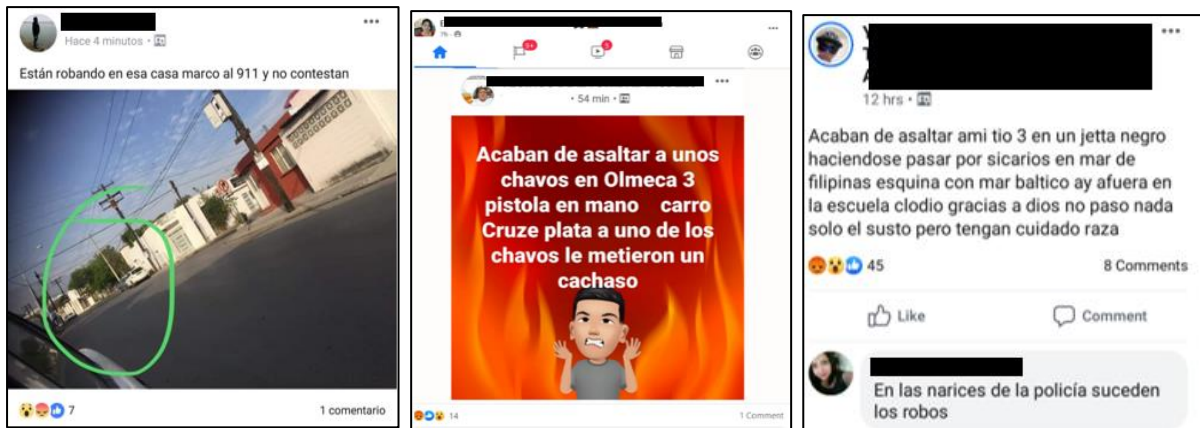 Hace 4 minutos
Están robando en esa casa marco al 911 y no contestan
7
1 comentario
9+
54 min
Acaban de asaltar a unos
chavos en Olmeca 3
pistola en mano carro
Cruze plata a uno de los
chavos le metieron un
cachaso
14
1 Comment
12 hrs
Acaban de asaltar ami tio 3 en un jetta negro
haciendose pasar por sicarios en mar de
filipinas esquina con mar baltico ay afuera en
la escuela clodio gracias a dios no paso nada
solo el susto pero tengan cuidado raza
45
8 Comments
Like
Comment
En las narices de la policía suceden
los robos